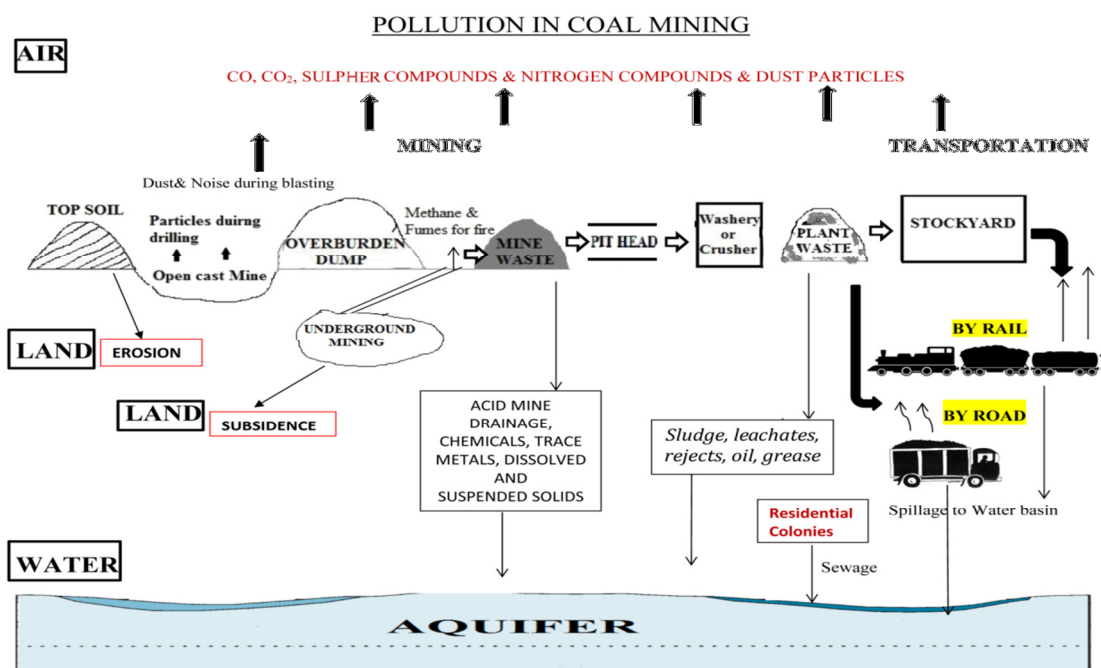 POLLUTION IN COAL MINING
AIR
CO, CO₂, SULPHER COMPOUNDS & NITROGEN COMPOUNDS & DUST PARTICLES
MINING
TRANSPORTATION
Dust& Noise during blasting
TOP SOIL
Particles duirng
drilling
Open cast Mine
OVERBURDEN
DUMP
Methane &
Fumes for fire
MINE
WASTE
PIT HEAD
Washery
or
Crusher
PLANT
WASTE
STOCKYARD
UNDERGROUND
MINING
LAND
EROSION
LAND
SUBSIDENCE
BY RAIL
BY ROAD
ACID MINE
DRAINAGE,
CHEMICALS, TRACE
METALS, DISSOLVED
AND
SUSPENDED SOLIDS
Sludge, leachates,
rejects, oil, grease
Residential
Colonies
Spillage to Water basin
Sewage
WATER
AQUIFER